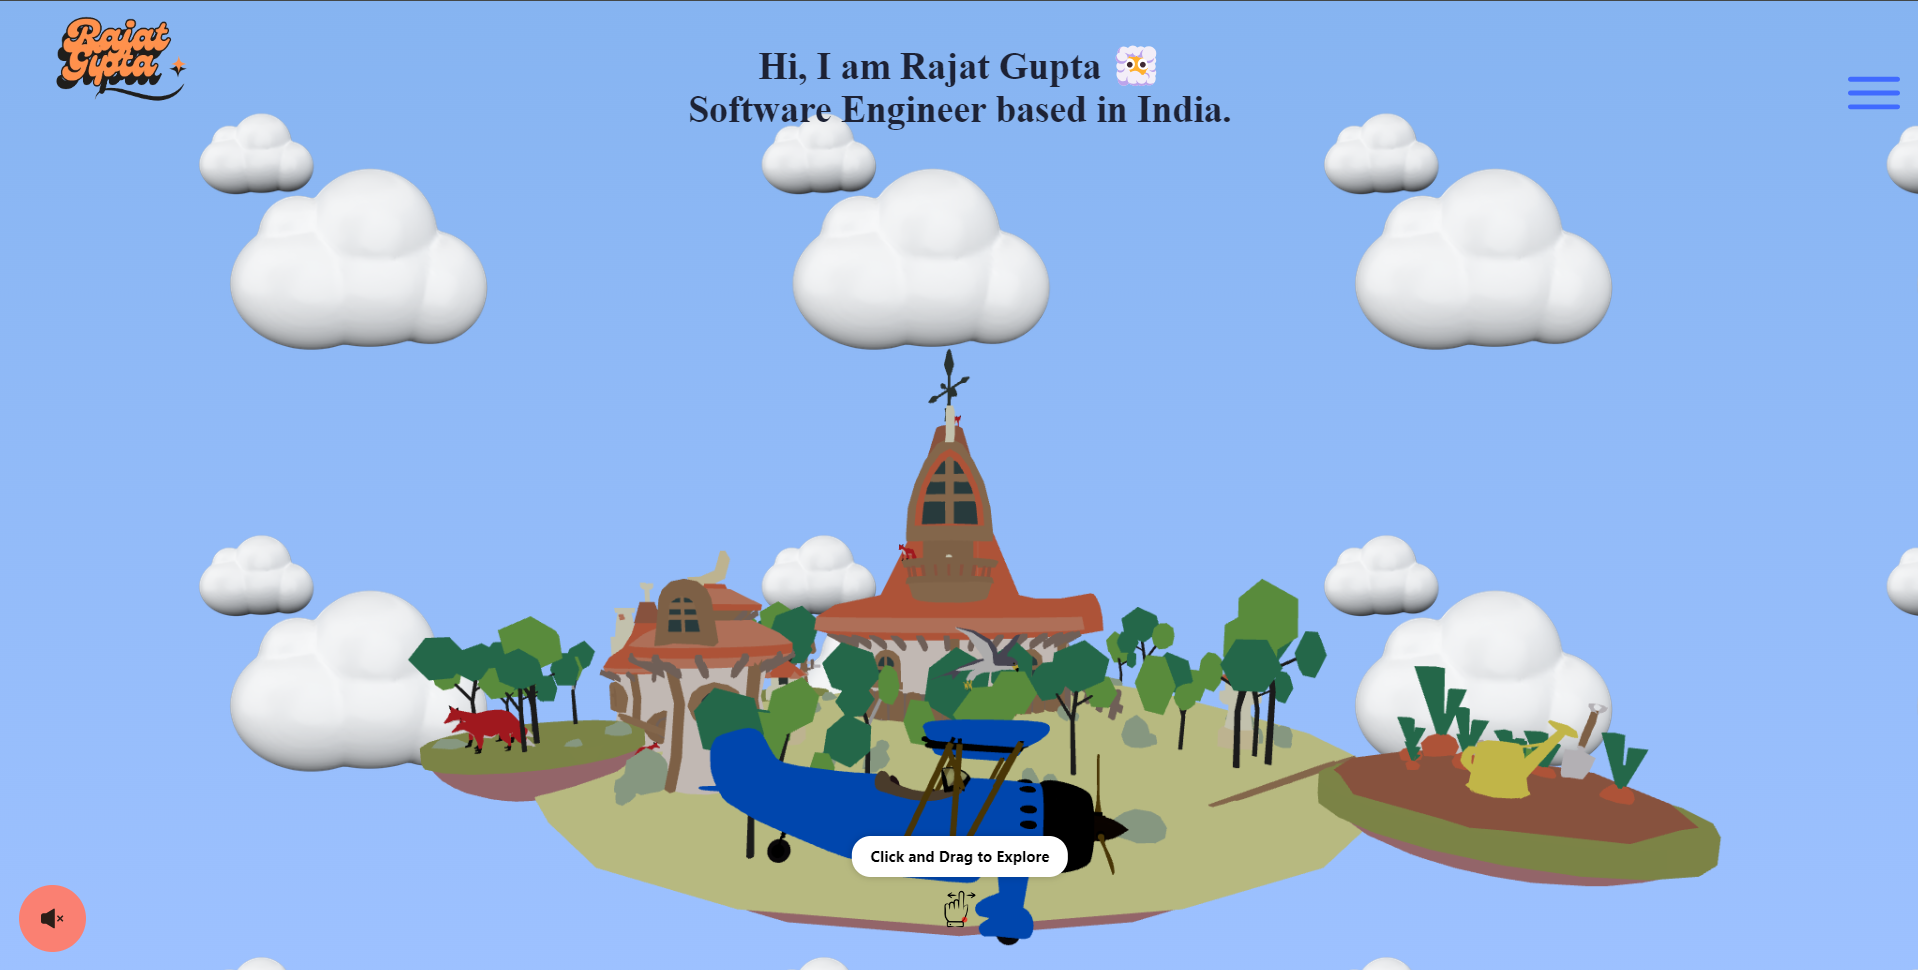 Rajat
Gupta
Hi, I am Rajat Gupta
Software Engineer based in India.
Click and Drag to Explore